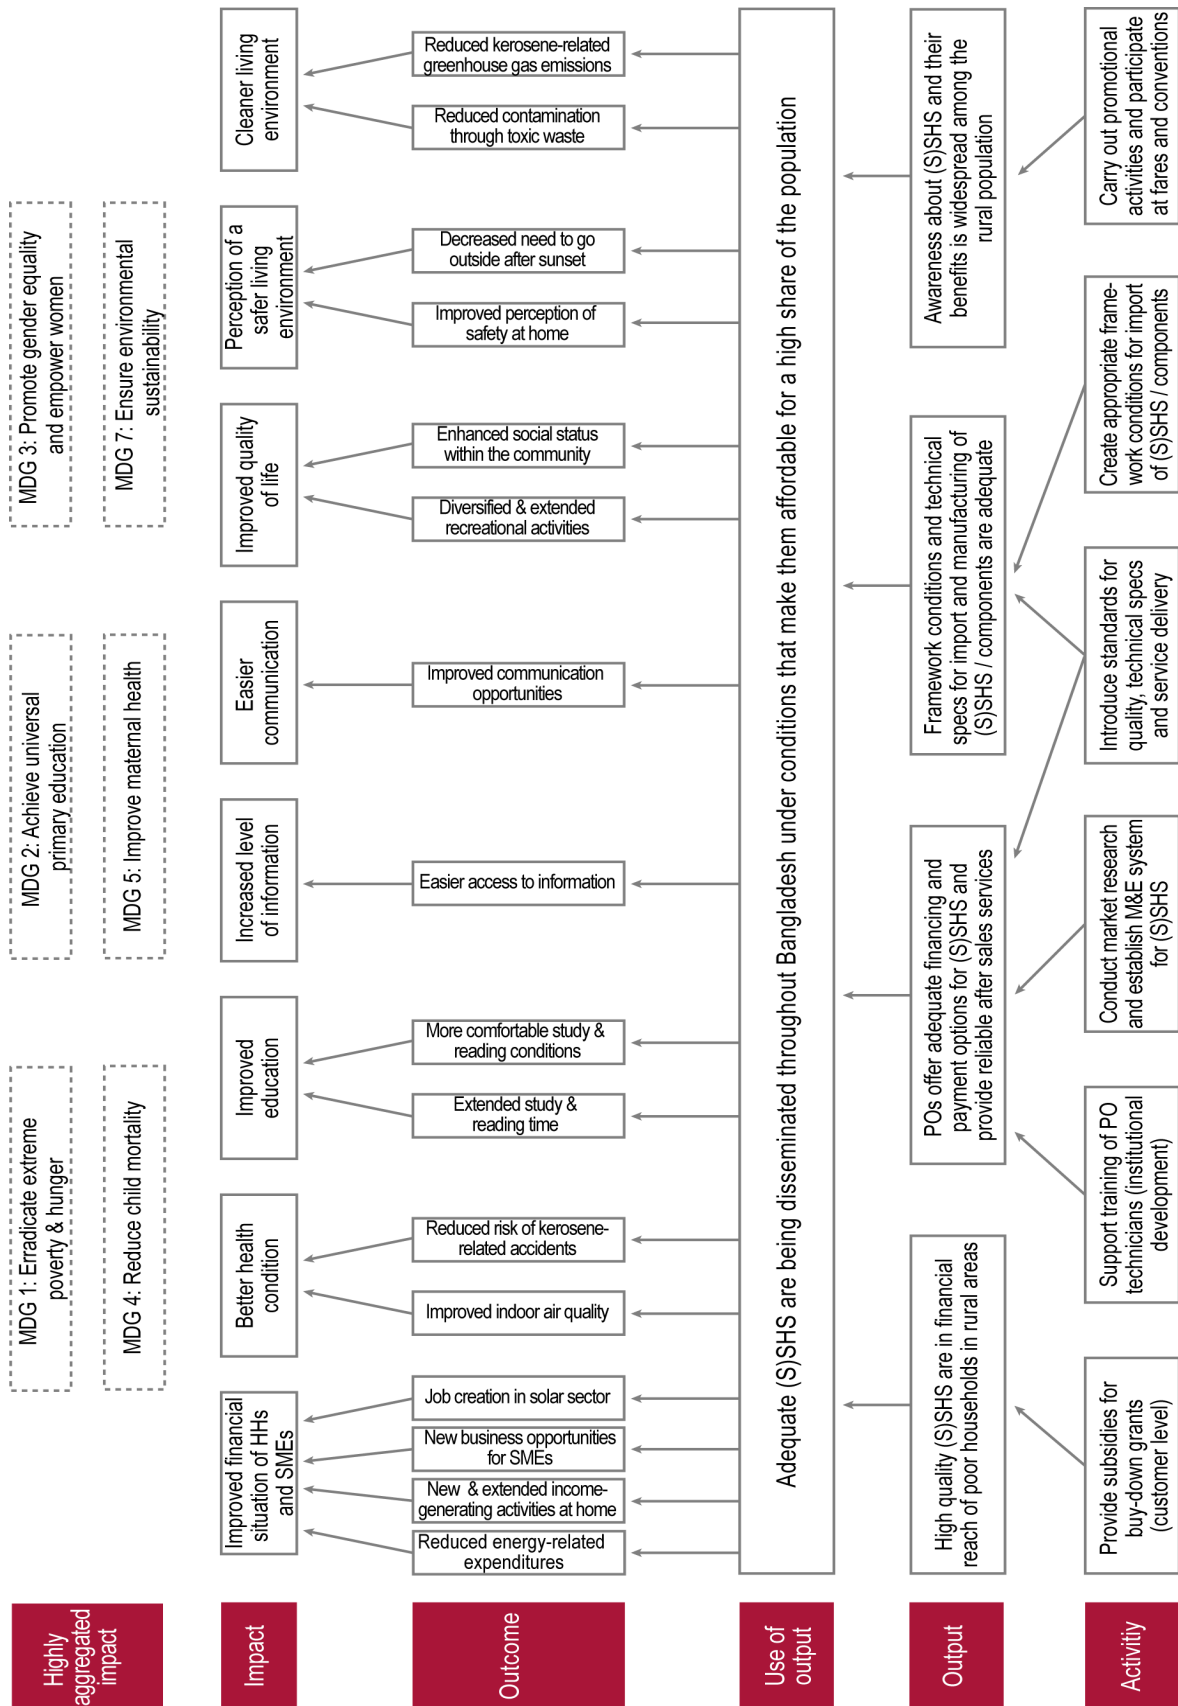 Highly
aggregated
impact
MDG 1: Erradicate extreme
poverty & hunger
MDG 2: Achieve universal
primary education
MDG 3: Promote gender equality
and empower women
MDG 4: Reduce child mortality
MDG 5: Improve maternal health
MDG 7: Ensure environmental
sustainability
Impact
Improved financial
situation of HHs
and SMEs
Better health
condition
Improved
education
Increased level
of information
Easier
communication
Improved quality
of life
Perception of a
safer living
environment
Cleaner living
environment
Outcome
Reduced energy-related
expenditures
New & extended income-
generating activities at home
New business opportunities
for SMEs
Job creation in solar sector
Improved indoor air quality
Reduced risk of kerosene-
related accidents
Extended study &
reading time
More comfortable study &
reading conditions
Easier access to information
Improved communication
opportunities
Diversified & extended
recreational activities
Enhanced social status
within the community
Improved perception of
safety at home
Decreased need to go
outside after sunset
Reduced contamination
through toxic waste
Reduced kerosene-related
greenhouse gas emissions
Use of
output
Adequate (S)SHS are being disseminated throughout Bangladesh under conditions that make them affordable for a high share of the population
Output
High quality (S)SHS are in financial
reach of poor households in rural areas
POs offer adequate financing and
payment options for (S)SHS and
provide reliable after sales services
Framework conditions and technical
specs for import and manufacturing of
(S)SHS / components are adequate
Awareness about (S)SHS and their
benefits is widespread among the
rural population
Activitiy
Provide subsidies for
buy-down grants
(customer level)
Support training of PO
technicians (institutional
development)
Conduct market research
and establish M&E system
for (S)SHS
Introduce standards for
quality, technical specs
and service delivery
Create appropriate frame-
work conditions for import
of (S)SHS / components
Carry out promotional
activities and participate
at fares and conventions